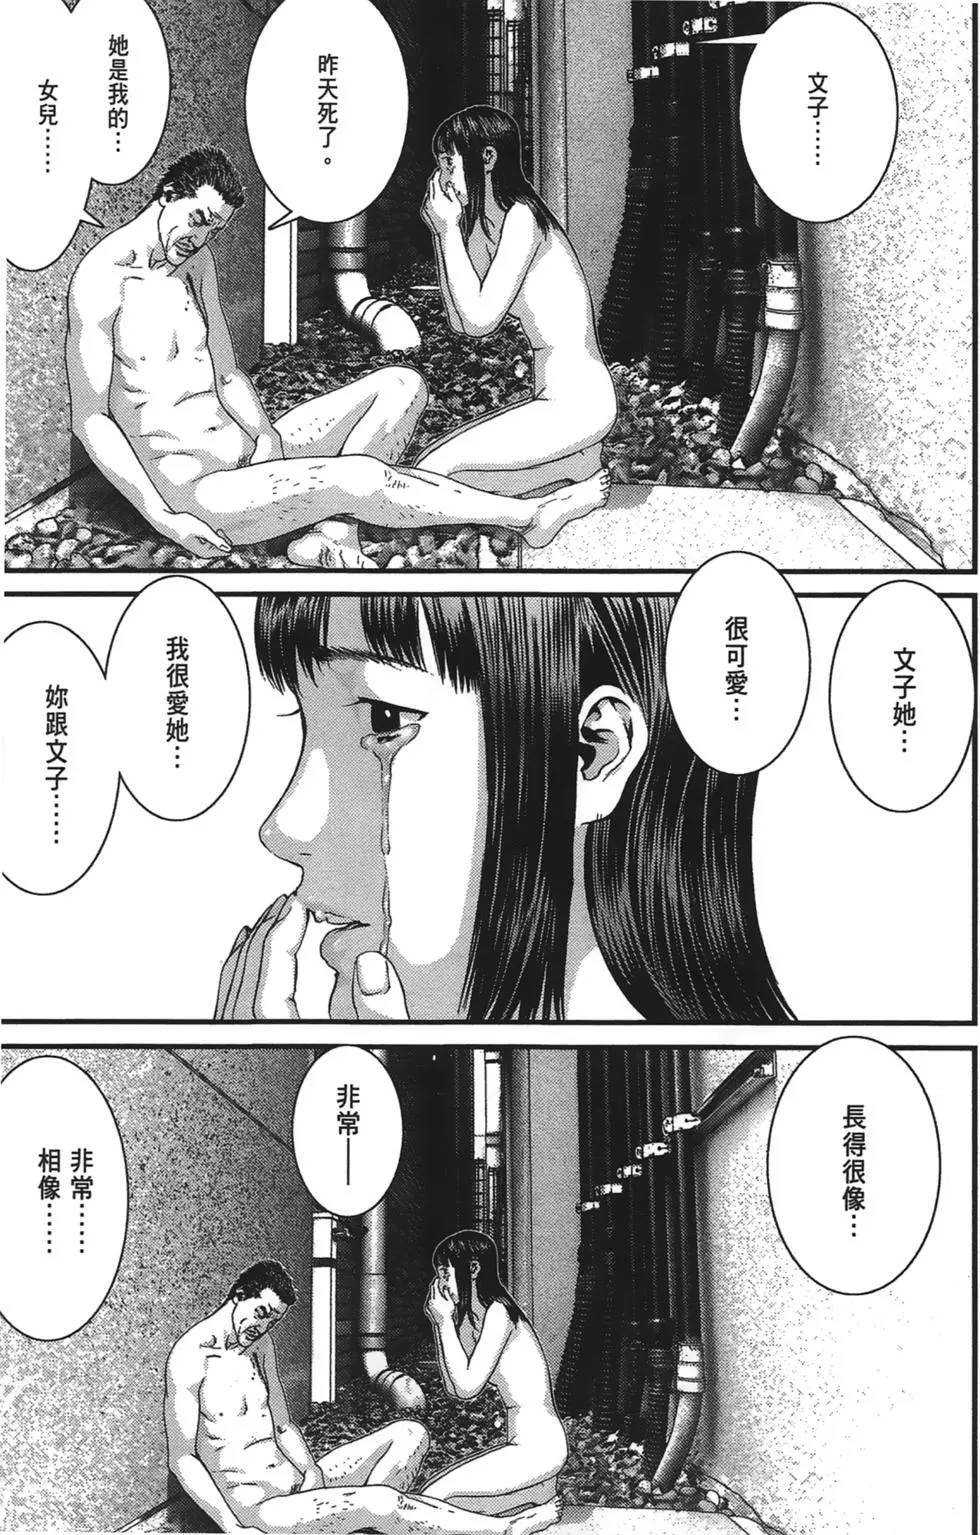 文子……
昨天死了。
她是我的…
女兒……
文子她…
很可愛…
我很愛她…
妳跟文子……
長得很像…
非常——
非常……
相像……